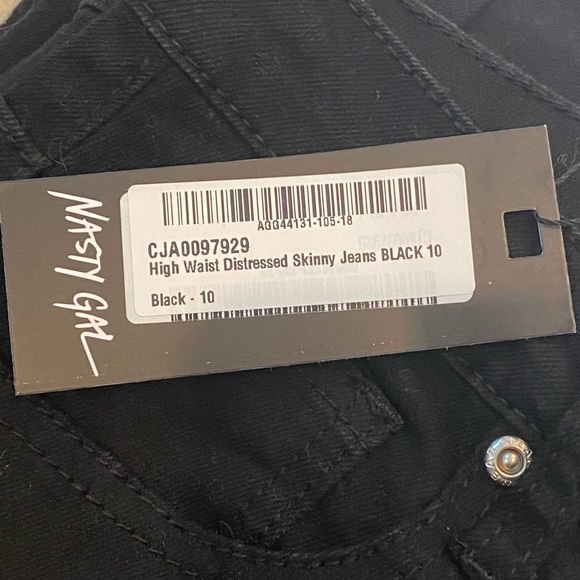 NASTY GAL
AGG44131-105-18
CJA0097929
High Waist Distressed Skinny Jeans BLACK 10
Black - 10